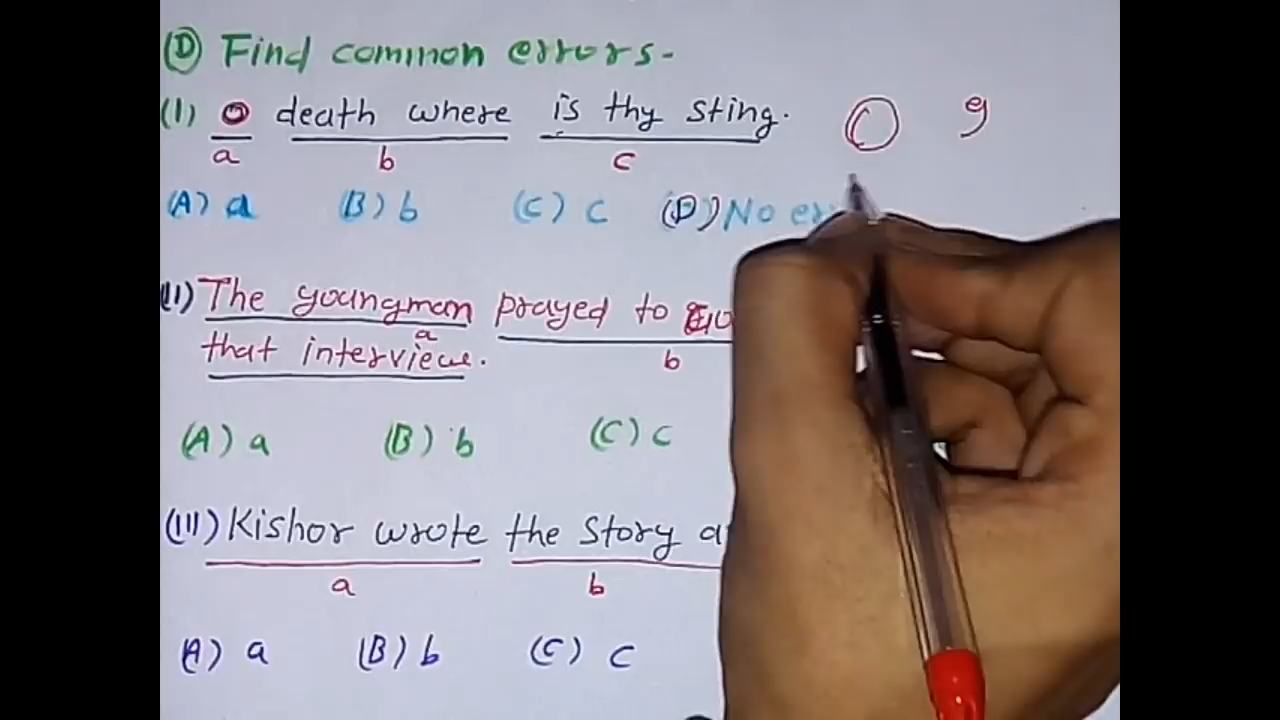 (D) Find common errors-
(I) O death where is thy sting. O 9
a b c
(A) a (B) b (C) c (D) No
(II) The youngman prayed to
a b
that interview.
(A) a (B) b (C) c
(III) Kishor wrote the story
a b
(A) a (B) b (C) c